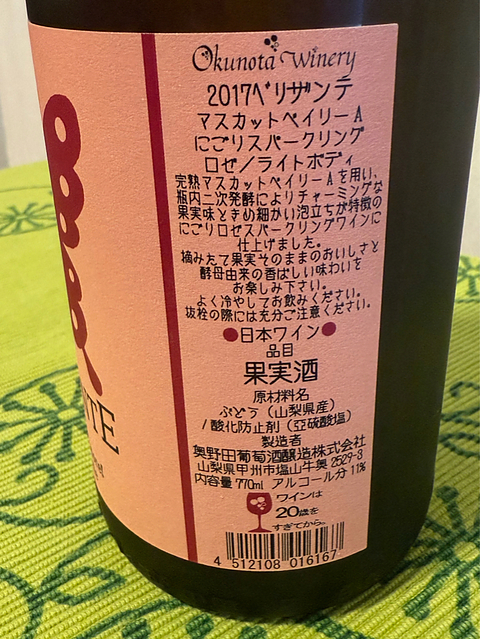 Okunota Winery
2017ベリザンテ
マスカットベイリーA
にごりスパークリング
ロゼ/ライトボディ
完熟マスカットベイリーAを用い、
瓶内二次発酵によりチャーミングな
果実味ときめ細かい泡立ちが特徴の
にごりロゼスパークリングワインに
仕上げました。
摘みたて果実そのままのおいしさと
酵母由来の香ばしい味わいを
お楽しみ下さい。
よく冷やしてお飲みください。
抜栓の際には充分ご注意ください。
●日本ワイン●
品目
果実酒
原材料名
ぶどう(山梨県産)
/酸化防止剤(亞硫酸塩)
製造者
奥野田葡萄酒醸造株式会社
山梨県甲州市塩山牛奥2529-3
内容量770ml アルコール分11%
ワインは
20歳を
すぎてから。
4 512108 016167